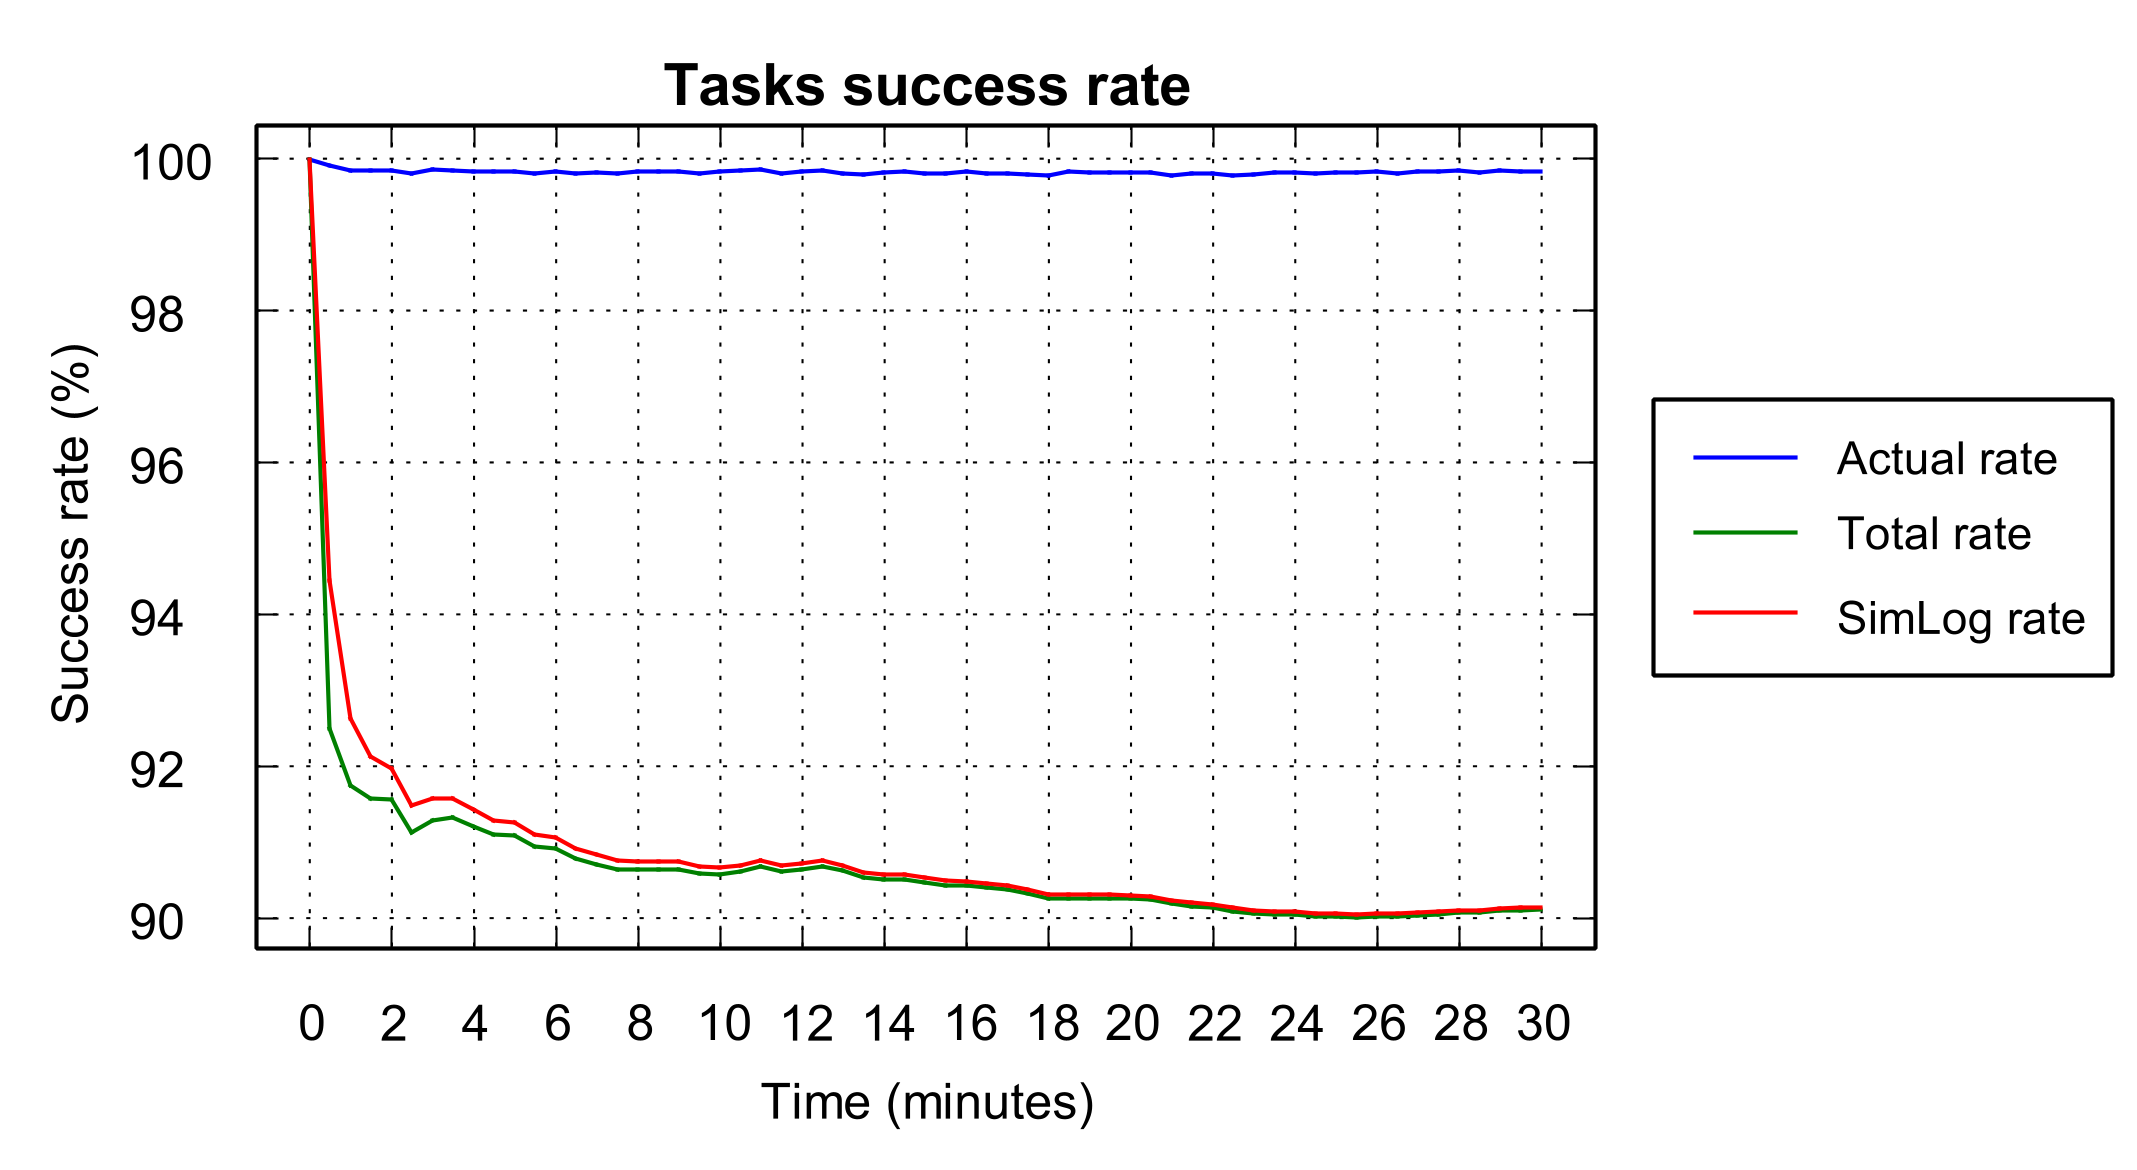 Tasks success rate
100
98
96
94
92
90
Success rate (%)
0 2 4 6 8 10 12 14 16 18 20 22 24 26 28 30
Time (minutes)
Actual rate
Total rate
SimLog rate